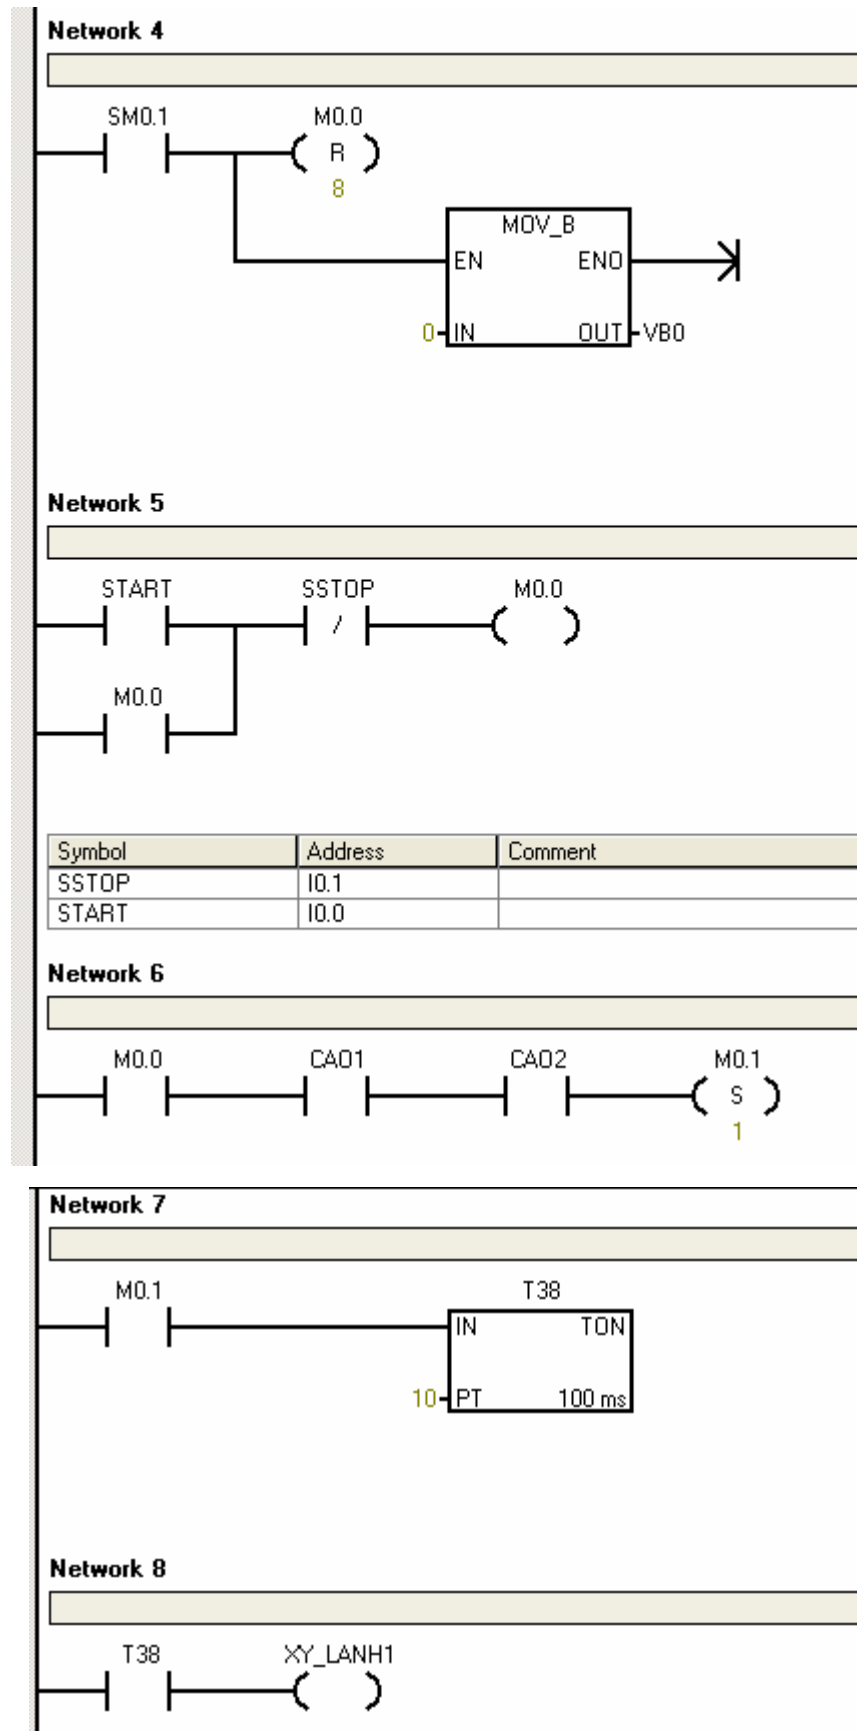 Network 4
SM0.1 M0.0
R
8
MOV_B
EN ENO
0 IN OUT VB0
Network 5
START SSTOP M0.0
/
M0.0
Symbol Address Comment
SSTOP I0.1
START I0.0
Network 6
M0.0 CAO1 CAO2 M0.1
S
1
Network 7
M0.1 T38
IN TON
10 PT 100 ms
Network 8
T38 XY_LANH1